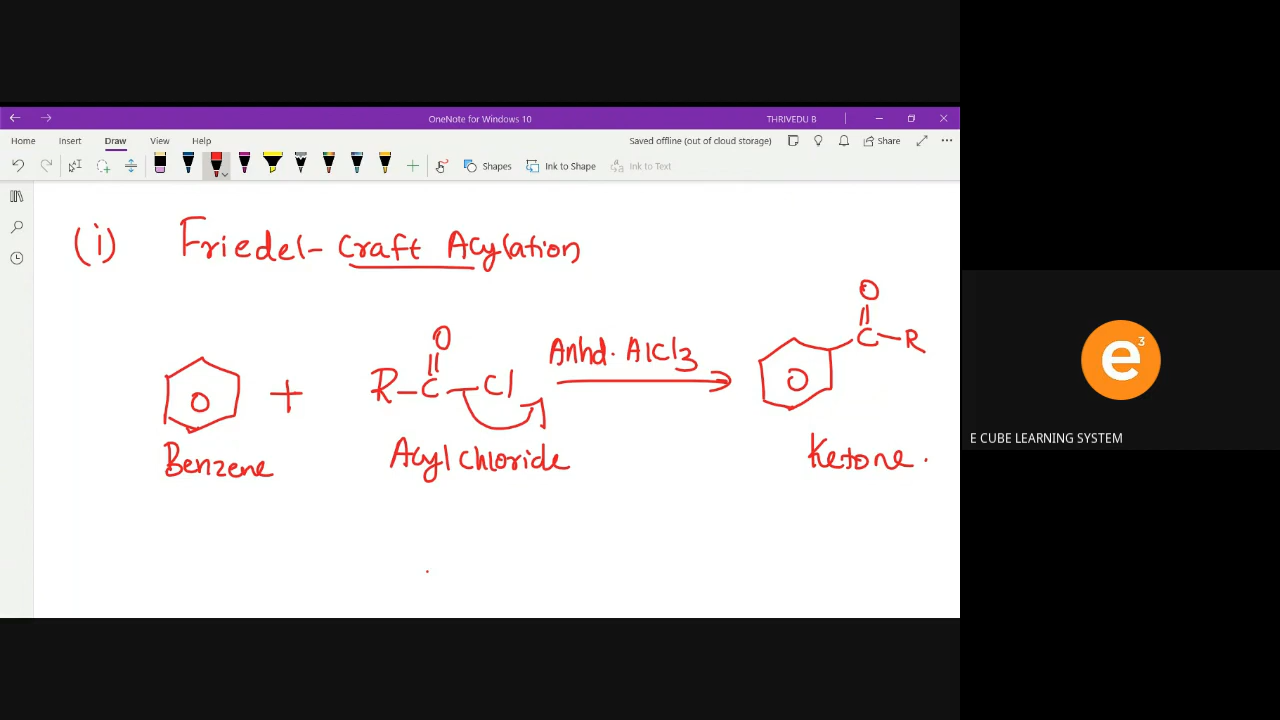 OneNote for Windows 10
THRIVEDU B
Home Insert Draw View Help
Saved offline (out of cloud storage)
Share
Shapes
Ink to Shape
Ink to Text
(i) Friedel-Craft Acylation
O
O
R-C-Cl
Anhd. AlCl3
C-R
+
Benzene
Acyl chloride
Ketone.
e3
E CUBE LEARNING SYSTEM